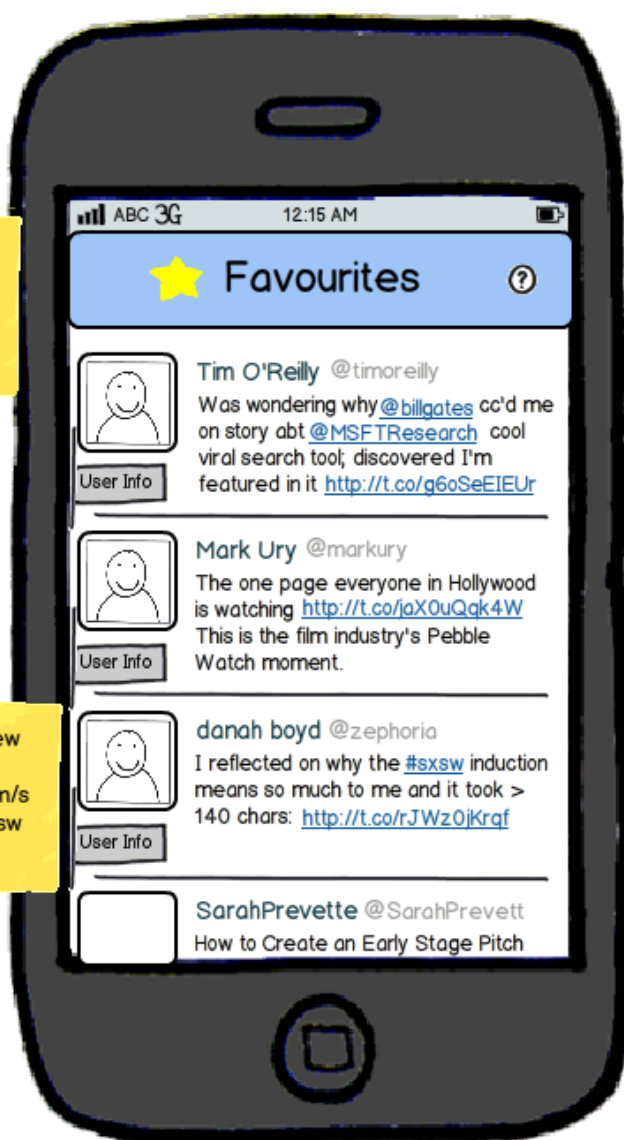 ABC 3G 12:15 AM
Favourites ?
Tim O'Reilly @timoreilly
Was wondering why @billgates cc'd me
on story abt @MSFTResearch cool
viral search tool; discovered I'm
featured in it http://t.co/g6oSeEIEUr
User Info
Mark Ury @markury
The one page everyone in Hollywood
is watching http://t.co/jaX0uQqk4W
This is the film industry's Pebble
Watch moment.
User Info
ew
n/s
sw
danah boyd @zephoria
I reflected on why the #sxsw induction
means so much to me and it took >
140 chars: http://t.co/rJWz0jKrqf
User Info
SarahPrevette @SarahPrevett
How to Create an Early Stage Pitch